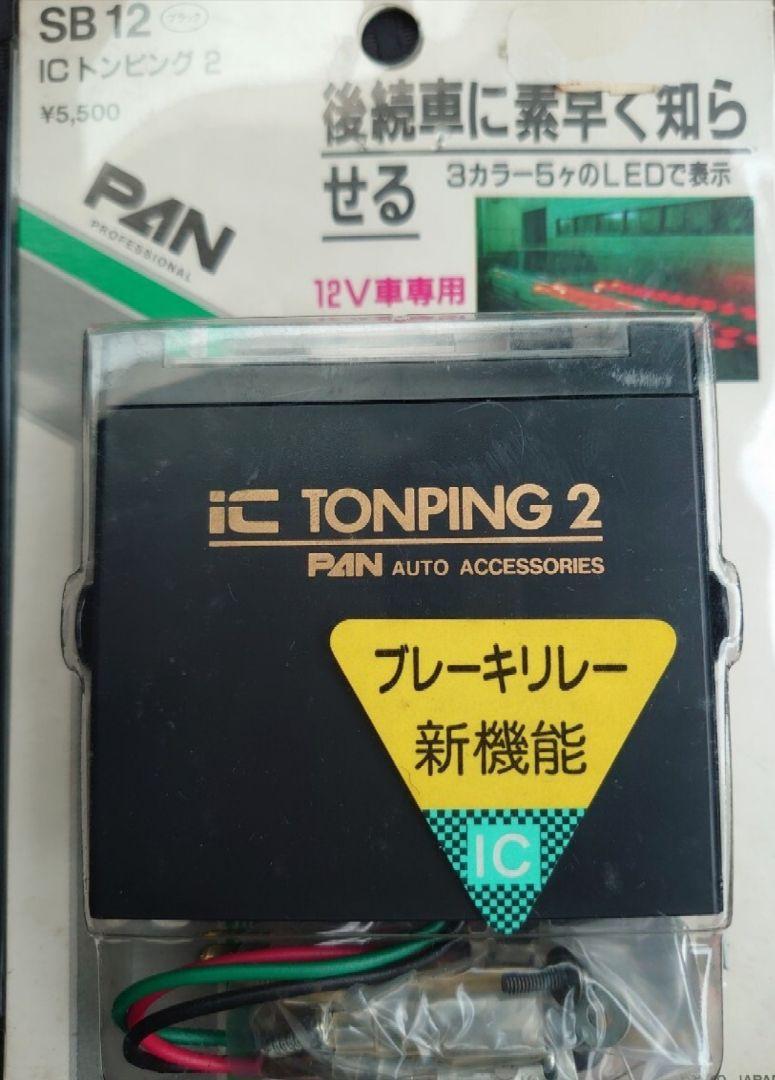 SB 12 ブラック
IC トンピング 2
¥5,500
後続車に素早く知ら
せる
3カラー5ヶのLEDで表示
PAN
PROFESSIONAL
12V車専用
ic TONPING 2
PAN AUTO ACCESSORIES
ブレーキリレー
新機能
IC
JAPAN